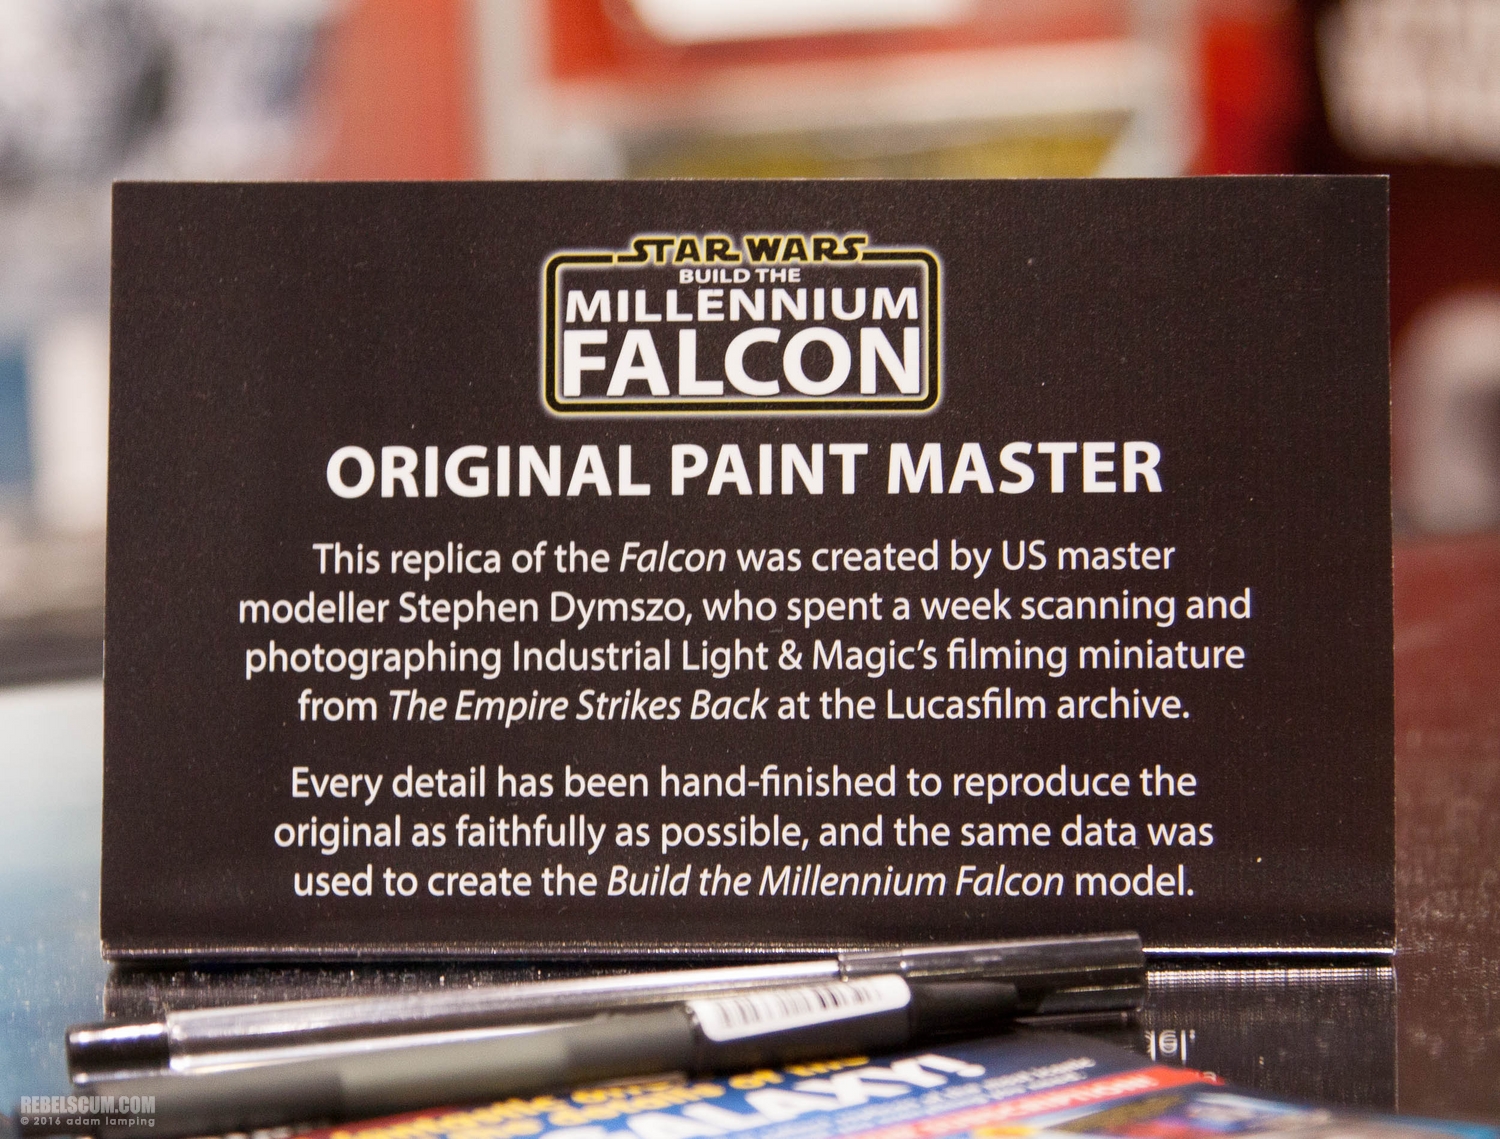 STAR WARS
BUILD THE
MILLENNIUM
FALCON
ORIGINAL PAINT MASTER
This replica of the Falcon was created by US master
modeller Stephen Dymszo, who spent a week scanning and
photographing Industrial Light & Magic's filming miniature
from The Empire Strikes Back at the Lucasfilm archive.
Every detail has been hand-finished to reproduce the
original as faithfully as possible, and the same data was
used to create the Build the Millennium Falcon model.
of the
GALAXY!
REBELSCUM.COM
© 2016 adam lamping